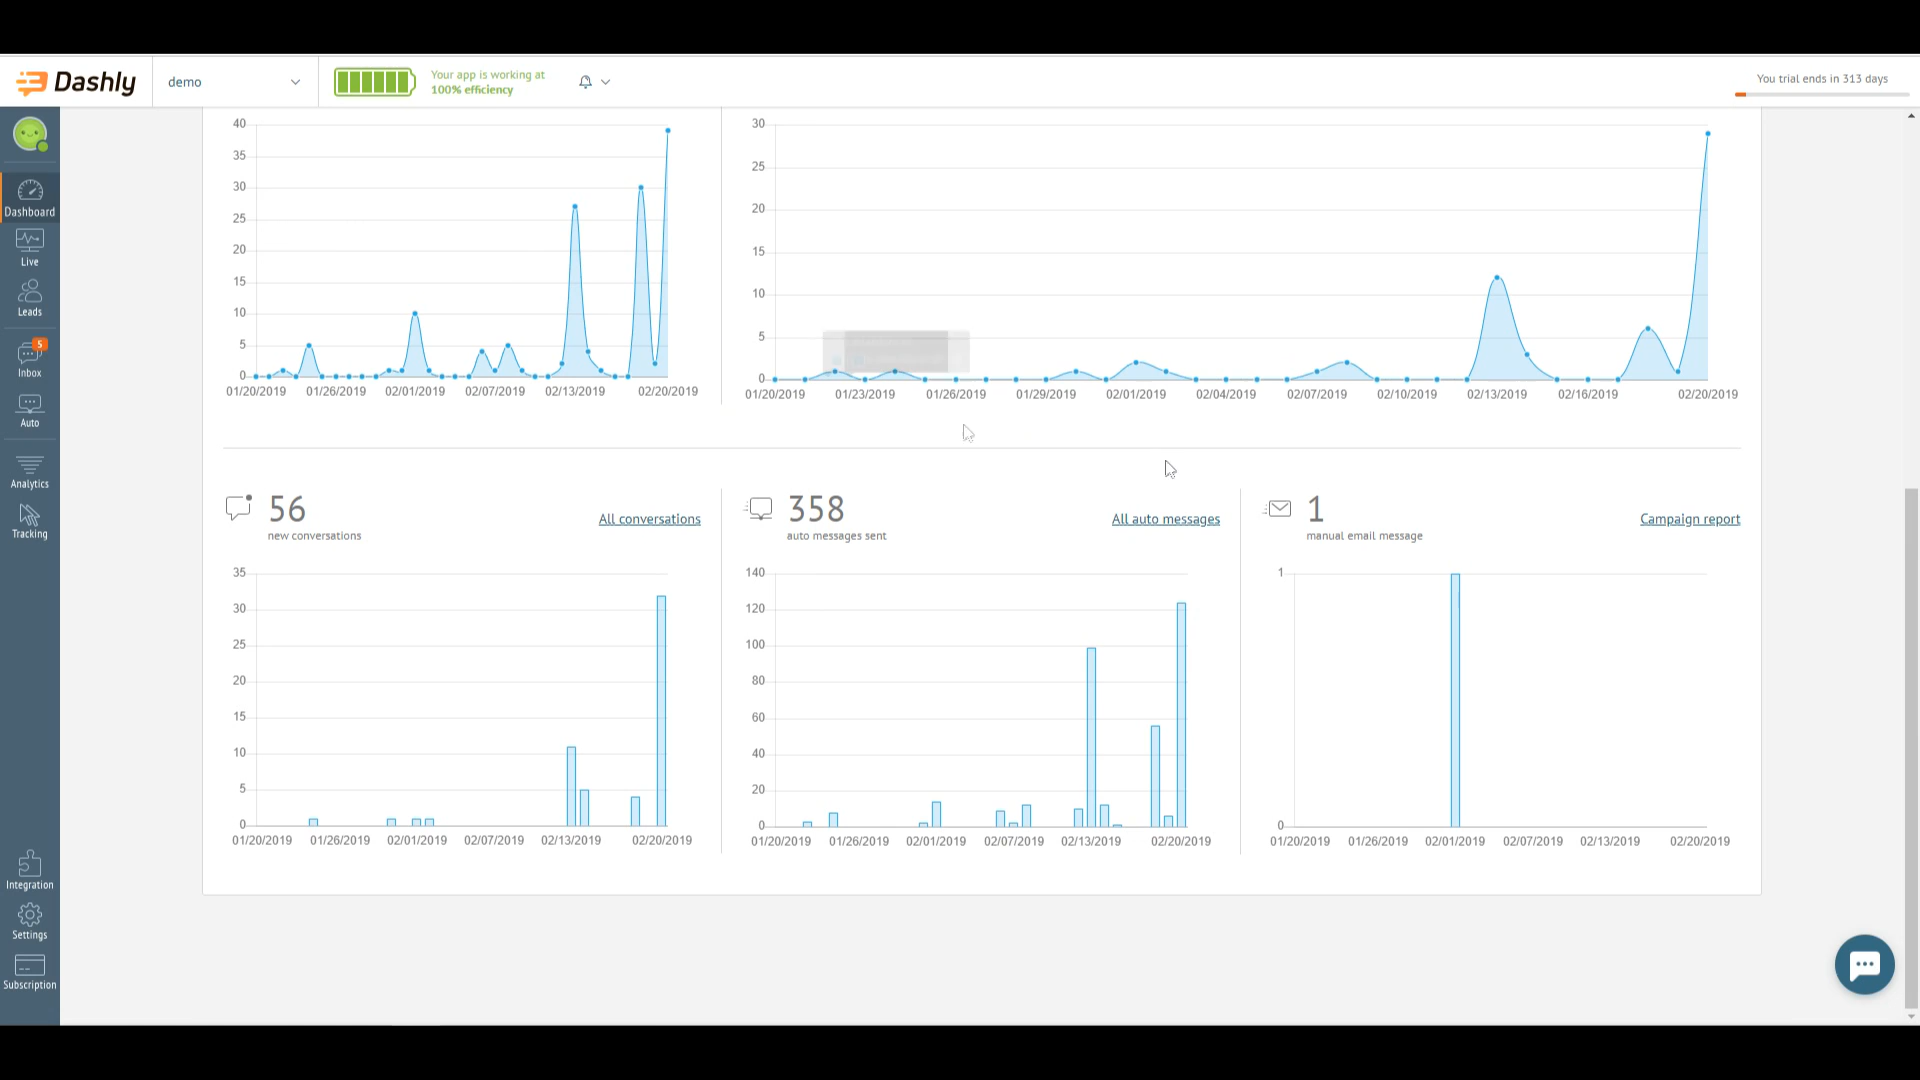 Dashly
demo
Your app is working at
100% efficiency
You trial ends in 313 days
Dashboard
Live
Leads
5
Inbox
Auto
Analytics
Tracking
Integration
Settings
Subscription
40
35
30
25
20
15
10
5
0
01/20/2019 01/26/2019 02/01/2019 02/07/2019 02/13/2019 02/20/2019
30
25
20
15
10
5
0
01/20/2019 01/23/2019 01/26/2019 01/29/2019 02/01/2019 02/04/2019 02/07/2019 02/10/2019 02/13/2019 02/16/2019 02/20/2019
56
new conversations
All conversations
35
30
25
20
15
10
5
0
01/20/2019 01/26/2019 02/01/2019 02/07/2019 02/13/2019 02/20/2019
358
auto messages sent
All auto messages
140
120
100
80
60
40
20
0
01/20/2019 01/26/2019 02/01/2019 02/07/2019 02/13/2019 02/20/2019
1
manual email message
Campaign report
1
0
01/20/2019 01/26/2019 02/01/2019 02/07/2019 02/13/2019 02/20/2019